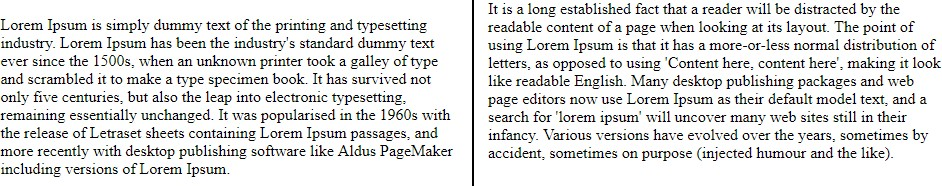 Lorem Ipsum is simply dummy text of the printing and typesetting
industry. Lorem Ipsum has been the industry's standard dummy text
ever since the 1500s, when an unknown printer took a galley of type
and scrambled it to make a type specimen book. It has survived not
only five centuries, but also the leap into electronic typesetting,
remaining essentially unchanged. It was popularised in the 1960s with
the release of Letraset sheets containing Lorem Ipsum passages, and
more recently with desktop publishing software like Aldus PageMaker
including versions of Lorem Ipsum.
It is a long established fact that a reader will be distracted by the
readable content of a page when looking at its layout. The point of
using Lorem Ipsum is that it has a more-or-less normal distribution of
letters, as opposed to using 'Content here, content here', making it look
like readable English. Many desktop publishing packages and web
page editors now use Lorem Ipsum as their default model text, and a
search for 'lorem ipsum' will uncover many web sites still in their
infancy. Various versions have evolved over the years, sometimes by
accident, sometimes on purpose (injected humour and the like).